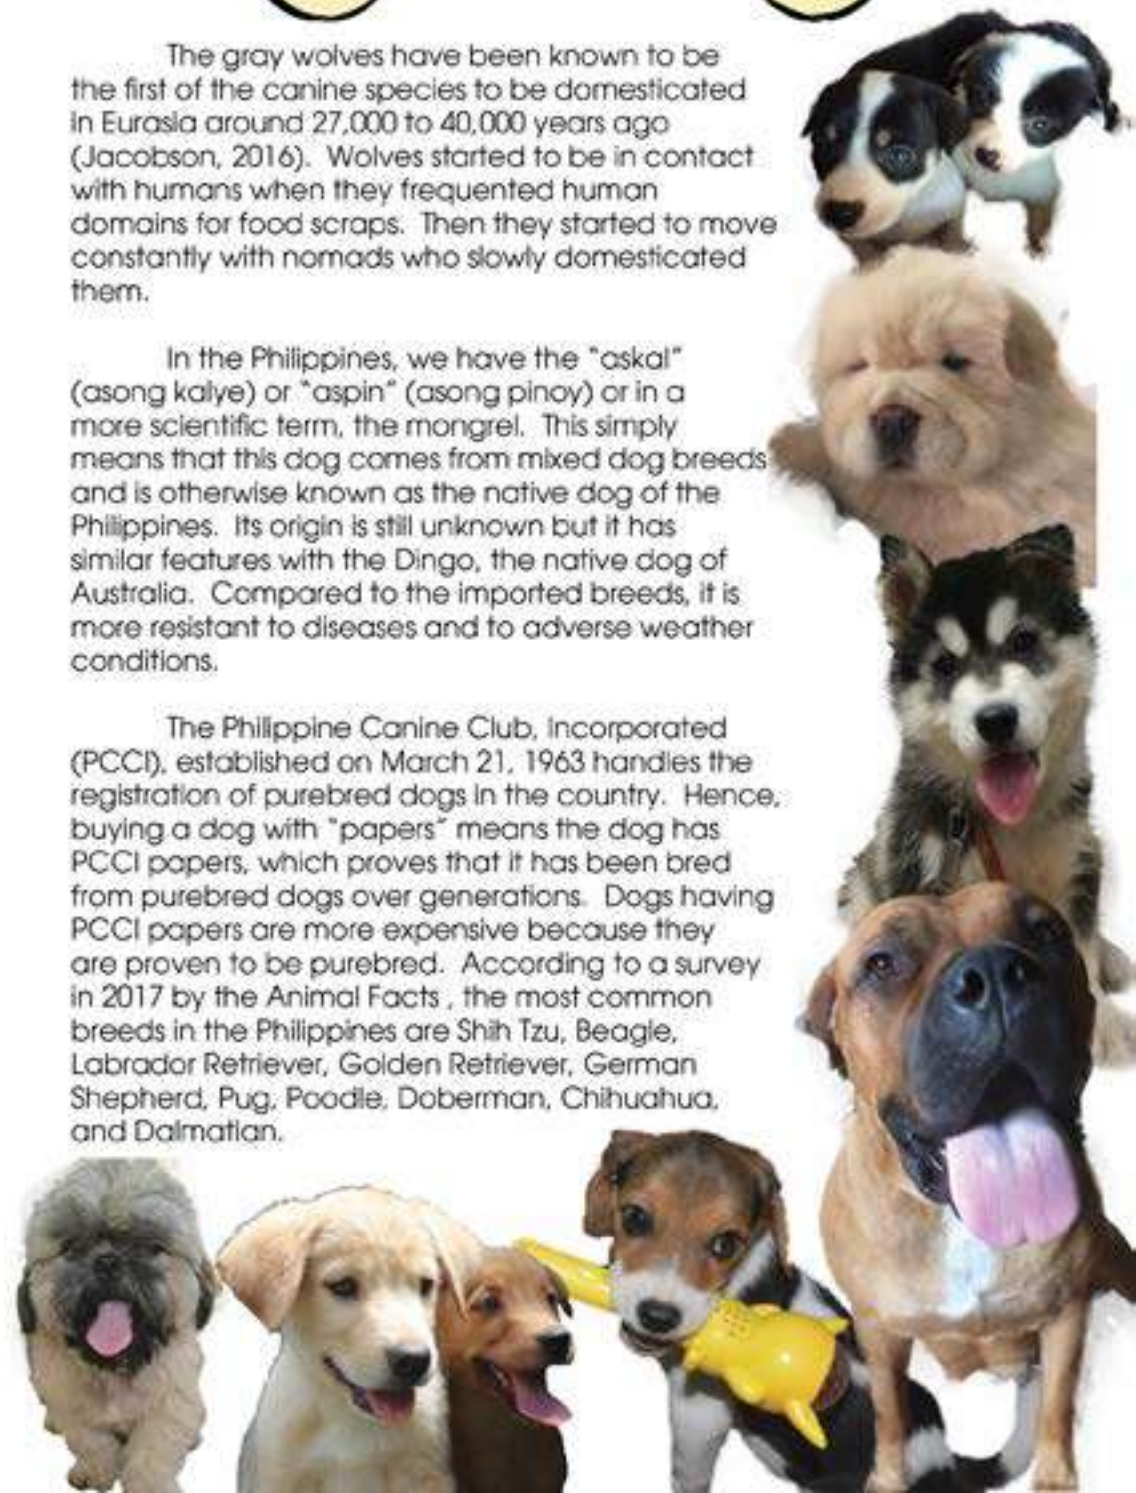 The gray wolves have been known to be
the first of the canine species to be domesticated
in Eurasia around 27,000 to 40,000 years ago
(Jacobson, 2016). Wolves started to be in contact
with humans when they frequented human
domains for food scraps. Then they started to move
constantly with nomads who slowly domesticated
them.
In the Philippines, we have the "askal"
(asong kalye) or "aspin" (asong pinoy) or in a
more scientific term, the mongrel. This simply
means that this dog comes from mixed dog breeds
and is otherwise known as the native dog of the
Philippines. Its origin is still unknown but it has
similar features with the Dingo, the native dog of
Australia. Compared to the imported breeds, it is
more resistant to diseases and to adverse weather
conditions.
The Philippine Canine Club, Incorporated
(PCCI), established on March 21, 1963 handles the
registration of purebred dogs in the country. Hence,
buying a dog with "papers" means the dog has
PCCI papers, which proves that it has been bred
from purebred dogs over generations. Dogs having
PCCI papers are more expensive because they
are proven to be purebred. According to a survey
in 2017 by the Animal Facts , the most common
breeds in the Philippines are Shih Tzu, Beagle,
Labrador Retriever, Golden Retriever, German
Shepherd, Pug, Poodle, Doberman, Chihuahua,
and Dalmatian.